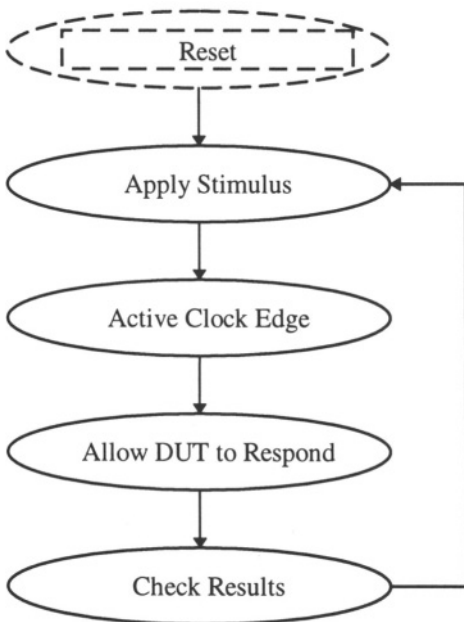 Reset
Apply Stimulus
Active Clock Edge
Allow DUT to Respond
Check Results